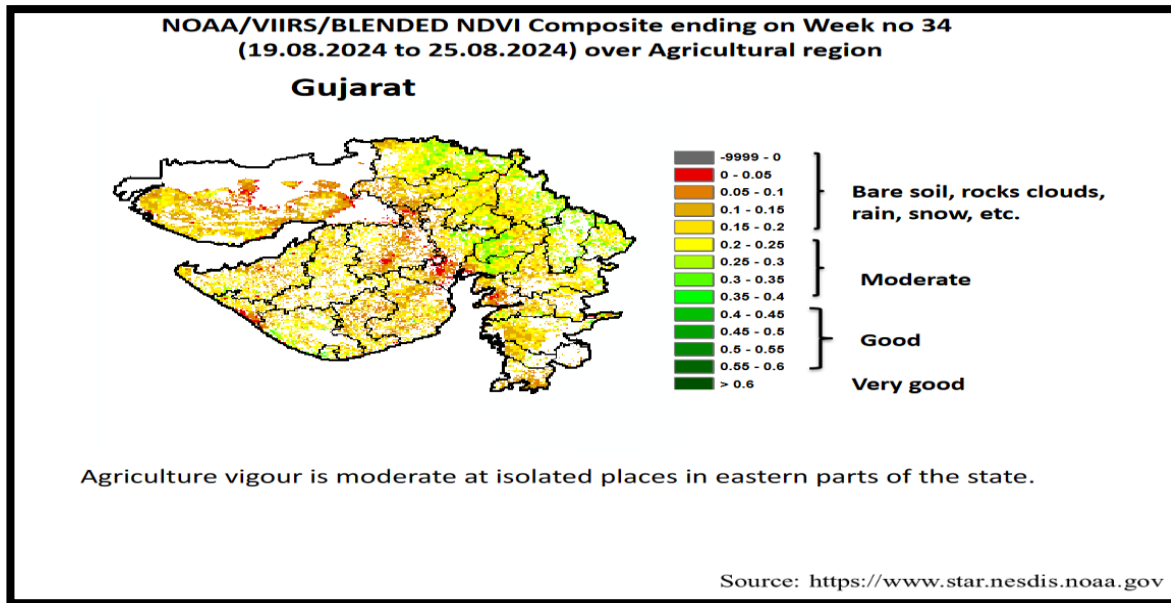 NOAA/VIIRS/BLENDED NDVI Composite ending on Week no 34
(19.08.2024 to 25.08.2024) over Agricultural region
Gujarat
-9999 - 0
0 - 0.05
0.05 - 0.1
0.1 - 0.15
0.15 - 0.2
0.2 - 0.25
0.25 - 0.3
0.3 - 0.35
0.35 - 0.4
0.4 - 0.45
0.45 - 0.5
0.5 - 0.55
0.55 - 0.6
> 0.6
Bare soil, rocks clouds,
rain, snow, etc.
Moderate
Good
Very good
Agriculture vigour is moderate at isolated places in eastern parts of the state.
Source: https://www.star.nesdis.noaa.gov